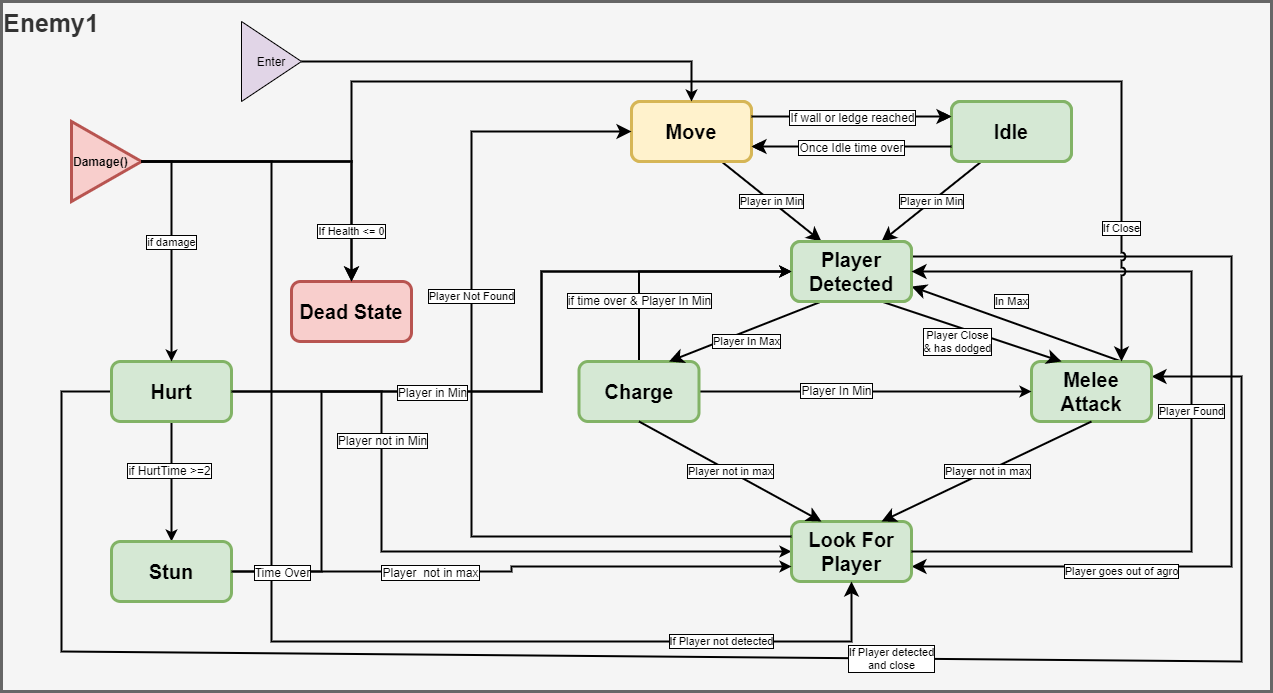 Enemy1
Enter
Move
If wall or ledge reached
Idle
Once Idle time over
Damage()
Player in Min
Player in Min
if damage
If Health <= 0
If Close
Player
Detected
Dead State
Player Not Found
if time over & Player In Min
In Max
Player In Max
Player Close
& has dodged
Hurt
Player in Min
Charge
Player In Min
Melee
Attack
Player Found
Player not in Min
if HurtTime >=2
Player not in max
Player not in max
Look For
Player
Stun
Time Over
Player  not in max
Player goes out of agro
If Player not detected
If Player detected
and close